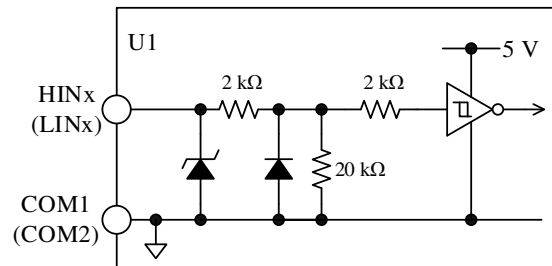 U1
5 V
2 kΩ
2 kΩ
HINx
(LINx)
20 kΩ
COM1
(COM2)